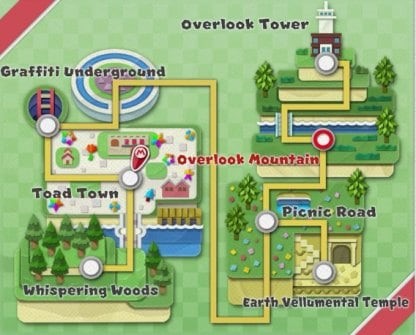 Overlook Tower
Graffiti Underground
Overlook Mountain
Toad Town
Picnic Road
Whispering Woods
Earth Vellumental Temple